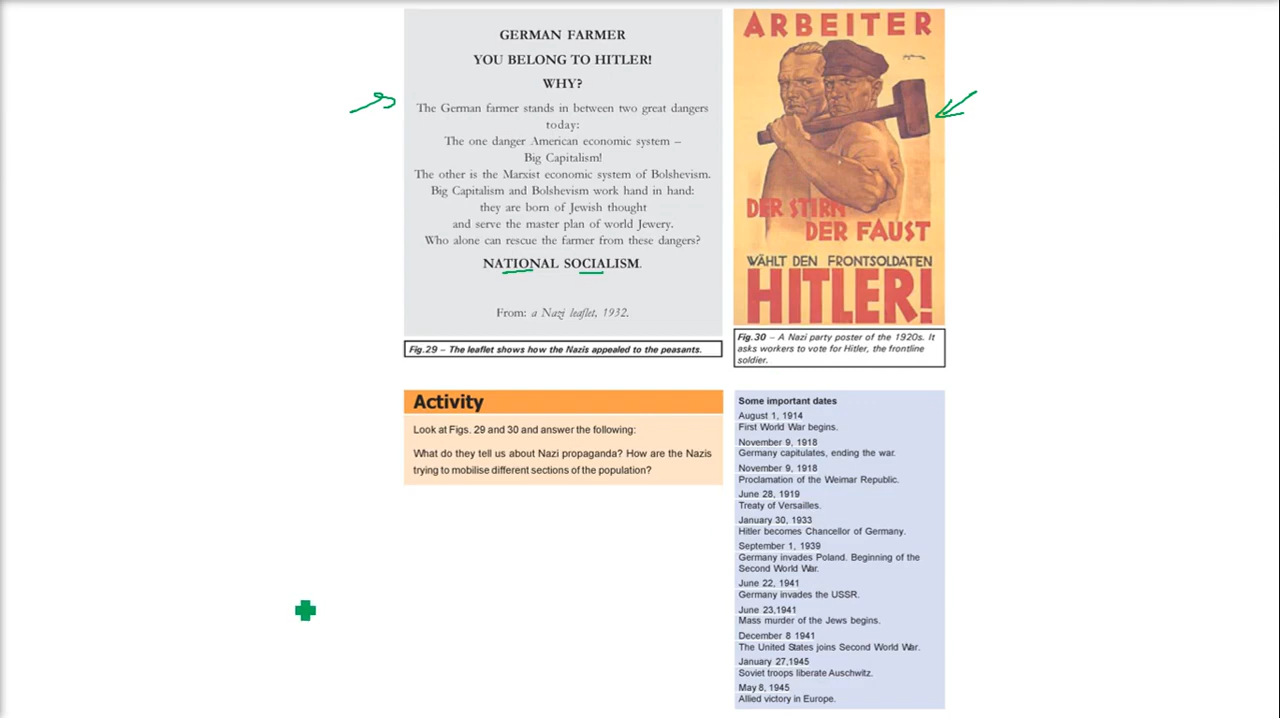 GERMAN FARMER
YOU BELONG TO HITLER!
WHY?
The German farmer stands in between two great dangers
today:
The one danger American economic system –
Big Capitalism!
The other is the Marxist economic system of Bolshevism.
Big Capitalism and Bolshevism work hand in hand:
they are born of Jewish thought
and serve the master plan of world Jewery.
Who alone can rescue the farmer from these dangers?
NATIONAL SOCIALISM.
From: a Nazi leaflet, 1932.
Fig.29 – The leaflet shows how the Nazis appealed to the peasants.
ARBEITER
DER STIRN
DER FAUST
WÄHLT DEN FRONTSOLDATEN
HITLER!
Fig.30 – A Nazi party poster of the 1920s. It
asks workers to vote for Hitler, the frontline
soldier.
Activity
Look at Figs. 29 and 30 and answer the following:
What do they tell us about Nazi propaganda? How are the Nazis
trying to mobilise different sections of the population?
Some important dates
August 1, 1914
First World War begins.
November 9, 1918
Germany capitulates, ending the war.
November 9, 1918
Proclamation of the Weimar Republic.
June 28, 1919
Treaty of Versailles.
January 30, 1933
Hitler becomes Chancellor of Germany.
September 1, 1939
Germany invades Poland. Beginning of the
Second World War.
June 22, 1941
Germany invades the USSR.
June 23,1941
Mass murder of the Jews begins.
December 8 1941
The United States joins Second World War.
January 27,1945
Soviet troops liberate Auschwitz.
May 8, 1945
Allied victory in Europe.